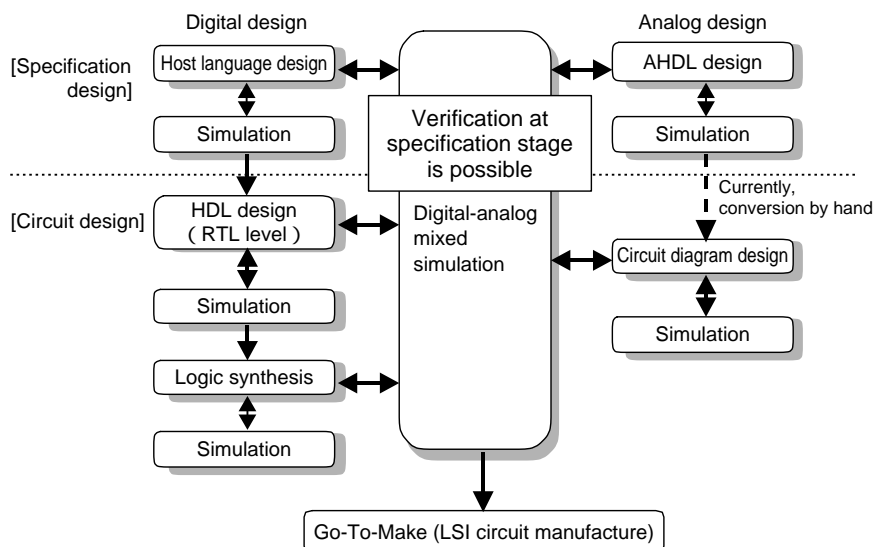 Digital design
Analog design
[Specification
design]
Host language design
AHDL design
Simulation
Verification at
specification stage
is possible
Simulation
Currently,
conversion by hand
[Circuit design]
HDL design
( RTL level )
Digital-analog
mixed
simulation
Circuit diagram design
Simulation
Simulation
Logic synthesis
Simulation
Go-To-Make (LSI circuit manufacture)